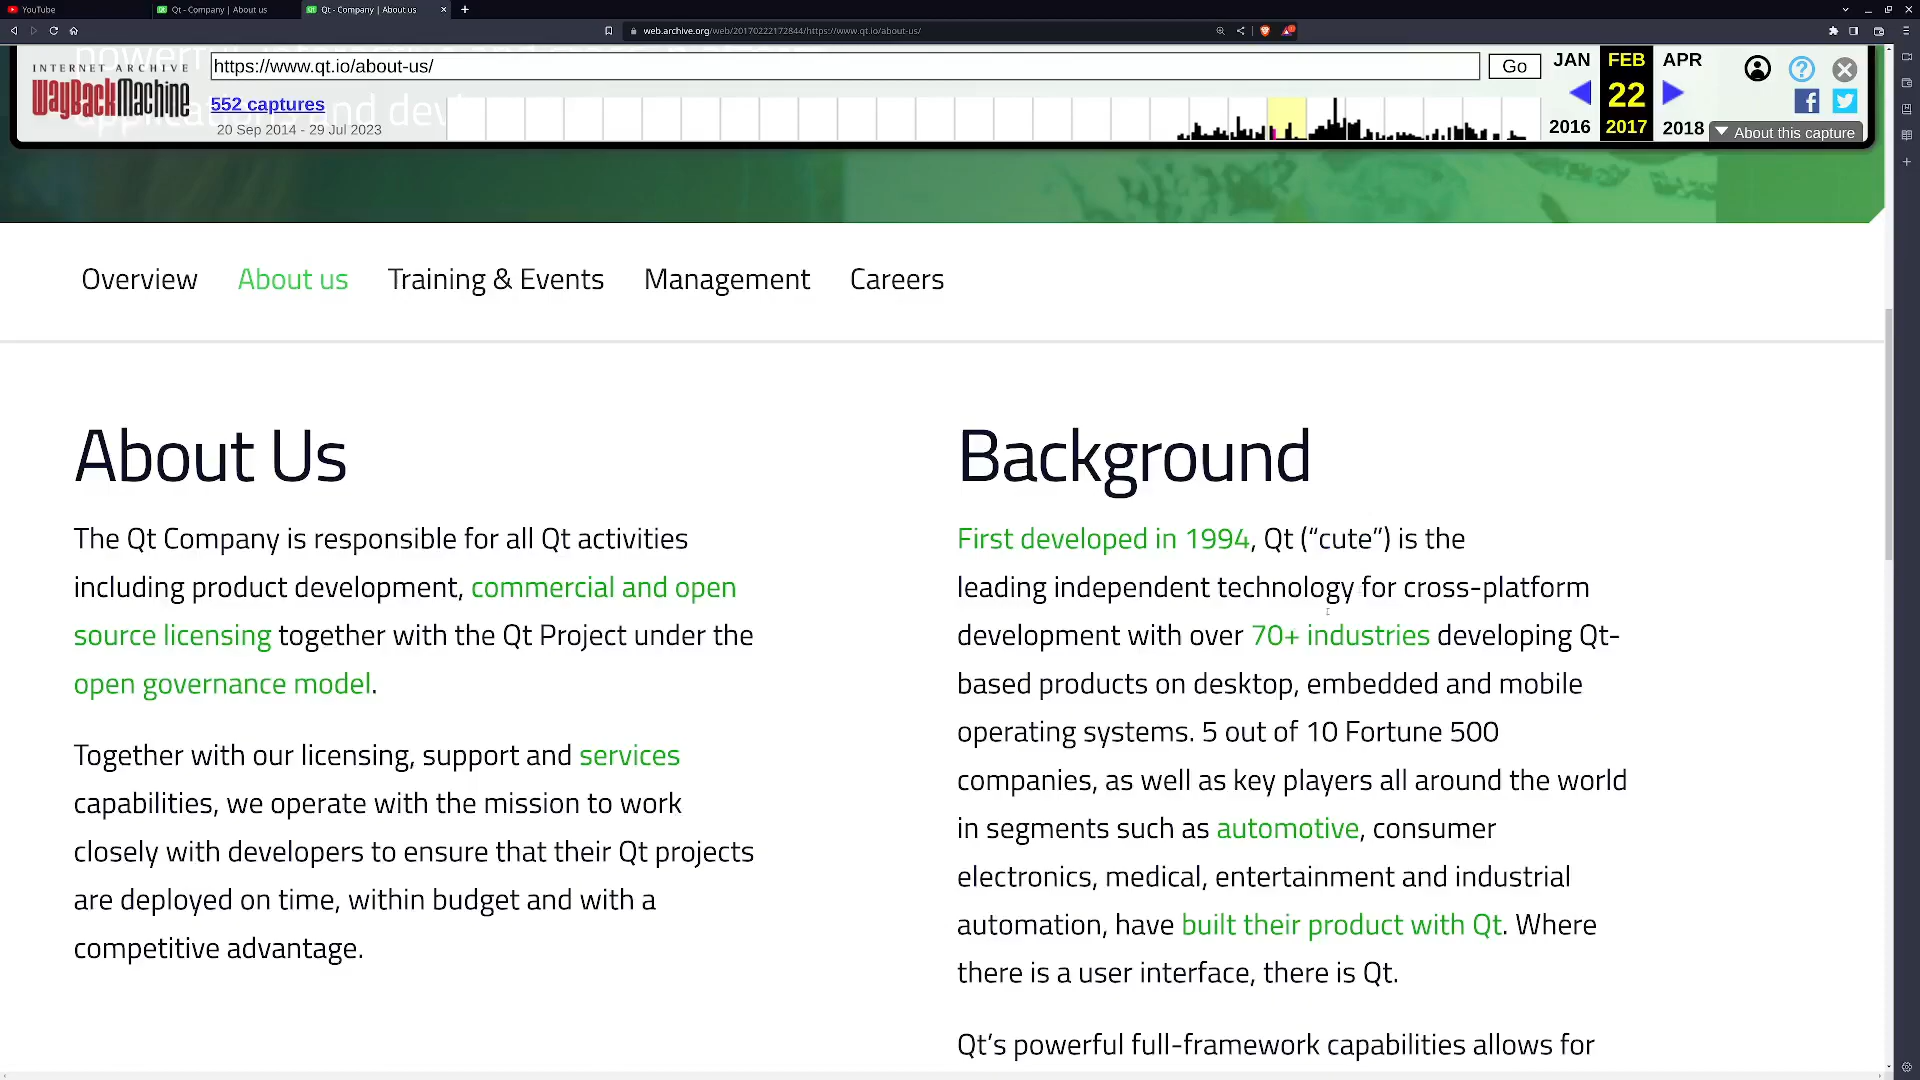 YouTube
Qt - Company | About us
Qt - Company | About us
web.archive.org/web/20170222172844/https://www.qt.io/about-us/
INTERNET ARCHIVE
WayBackMachine
https://www.qt.io/about-us/
Go
552 captures
20 Sep 2014 - 29 Jul 2023
JAN
FEB
APR
22
2016
2017
2018
About this capture
Overview
About us
Training & Events
Management
Careers
About Us
The Qt Company is responsible for all Qt activities
including product development, commercial and open
source licensing together with the Qt Project under the
open governance model.
Together with our licensing, support and services
capabilities, we operate with the mission to work
closely with developers to ensure that their Qt projects
are deployed on time, within budget and with a
competitive advantage.
Background
First developed in 1994, Qt (“cute”) is the
leading independent technology for cross-platform
development with over 70+ industries developing Qt-
based products on desktop, embedded and mobile
operating systems. 5 out of 10 Fortune 500
companies, as well as key players all around the world
in segments such as automotive, consumer
electronics, medical, entertainment and industrial
automation, have built their product with Qt. Where
there is a user interface, there is Qt.
Qt’s powerful full-framework capabilities allows for